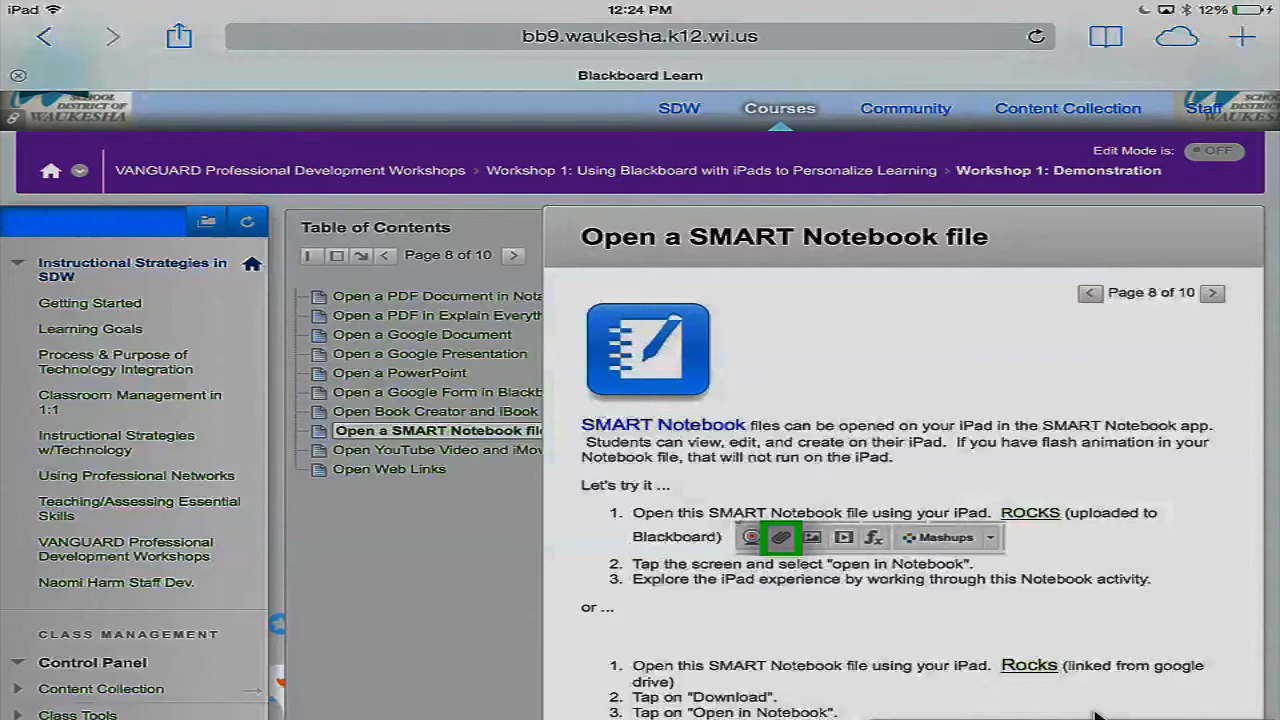 iPad 12:24 PM 12%
bb9.waukesha.k12.wi.us
Blackboard Learn
SCHOOL DISTRICT OF WAUKESHA
SDW Courses Community Content Collection Staff
Edit Mode is: OFF
VANGUARD Professional Development Workshops > Workshop 1: Using Blackboard with iPads to Personalize Learning > Workshop 1: Demonstration
Instructional Strategies in
SDW
Getting Started
Learning Goals
Process & Purpose of
Technology Integration
Classroom Management in
1:1
Instructional Strategies
w/Technology
Using Professional Networks
Teaching/Assessing Essential
Skills
VANGUARD Professional
Development Workshops
Naomi Harm Staff Dev.
CLASS MANAGEMENT
Control Panel
Content Collection
Class Tools
Table of Contents
Page 8 of 10
Open a PDF Document in Nota
Open a PDF in Explain Everyth
Open a Google Document
Open a Google Presentation
Open a PowerPoint
Open a Google Form in Blackb
Open Book Creator and iBook
Open a SMART Notebook file
Open YouTube Video and iMov
Open Web Links
Open a SMART Notebook file
Page 8 of 10
SMART Notebook files can be opened on your iPad in the SMART Notebook app.
Students can view, edit, and create on their iPad. If you have flash animation in your
Notebook file, that will not run on the iPad.
Let's try it ...
1. Open this SMART Notebook file using your iPad. ROCKS (uploaded to
Blackboard) fx Mashups
2. Tap the screen and select "open in Notebook".
3. Explore the iPad experience by working through this Notebook activity.
or ...
1. Open this SMART Notebook file using your iPad. Rocks (linked from google
drive)
2. Tap on "Download".
3. Tap on "Open in Notebook".